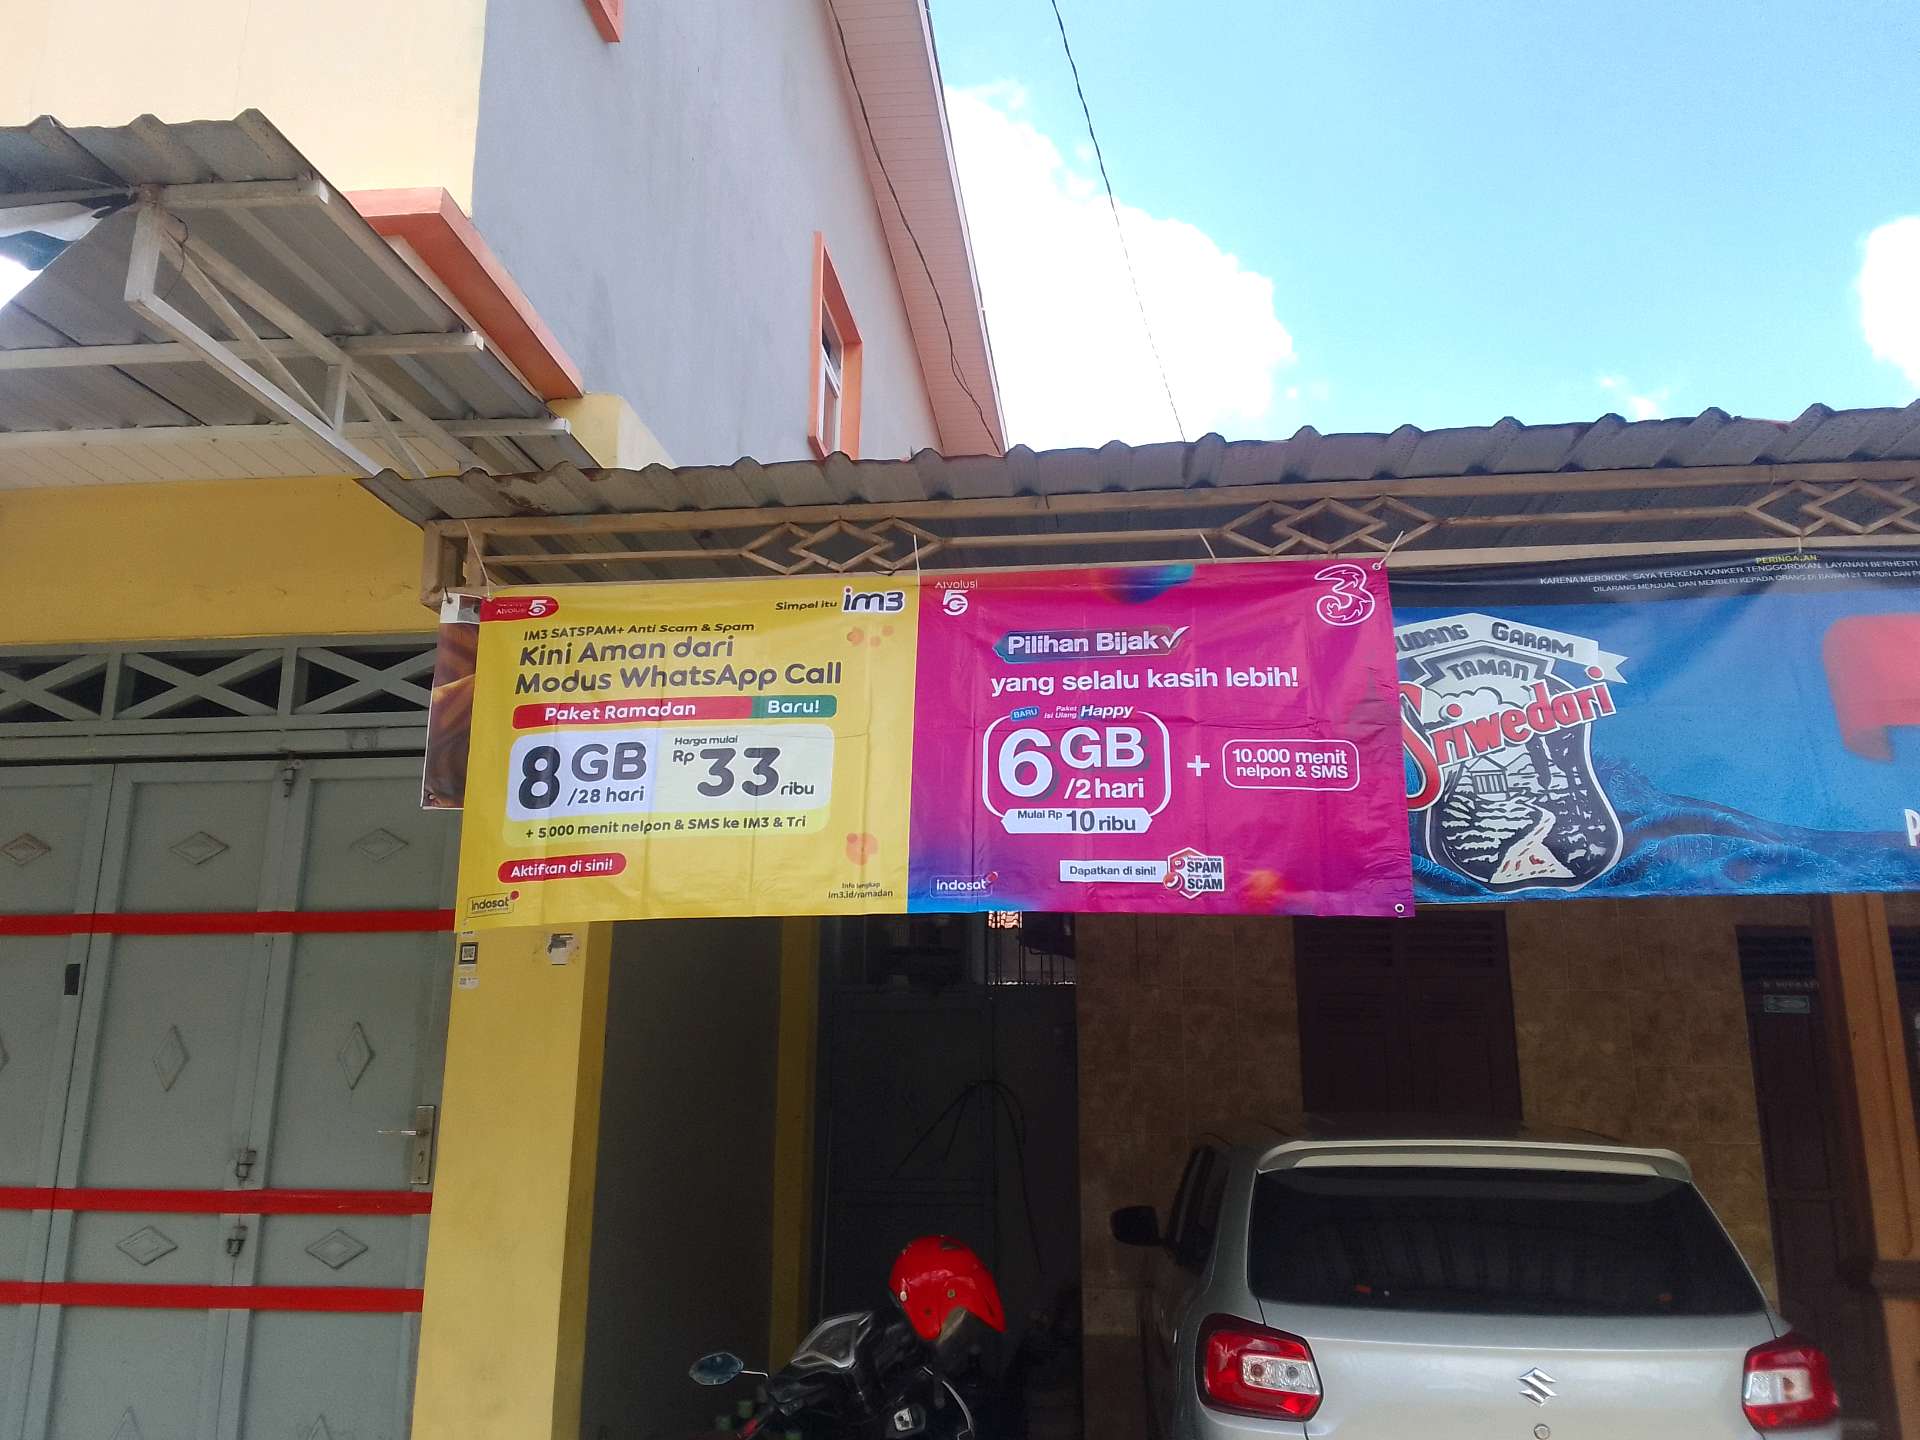 AIvolusi 5G
Simpel itu im3
IM3 SATSPAM+ Anti Scam & Spam
Kini Aman dari
Modus WhatsApp Call
Paket Ramadan Baru!
8 GB /28 hari
Harga mulai
Rp 33 ribu
+ 5.000 menit nelpon & SMS ke IM3 & Tri
Aktifkan di sini!
Info lengkap
im3.id/ramadan
indosat
AIvolusi 5G
3
Pilihan Bijak
yang selalu kasih lebih!
BARU Paket Isi Ulang Happy
6 GB /2 hari
+ 10.000 menit
nelpon & SMS
Mulai Rp 10 ribu
Dapatkan di sini!
SPAM
SCAM
indosat
PERINGATAN
KARENA MEROKOK, SAYA TERKENA KANKER TENGGOROKAN. LAYANAN BERHENTI
DILARANG MENJUAL DAN MEMBERI KEPADA ORANG DI BAWAH 21 TAHUN DAN
UDANG GARAM
TAMAN
Sriwedari